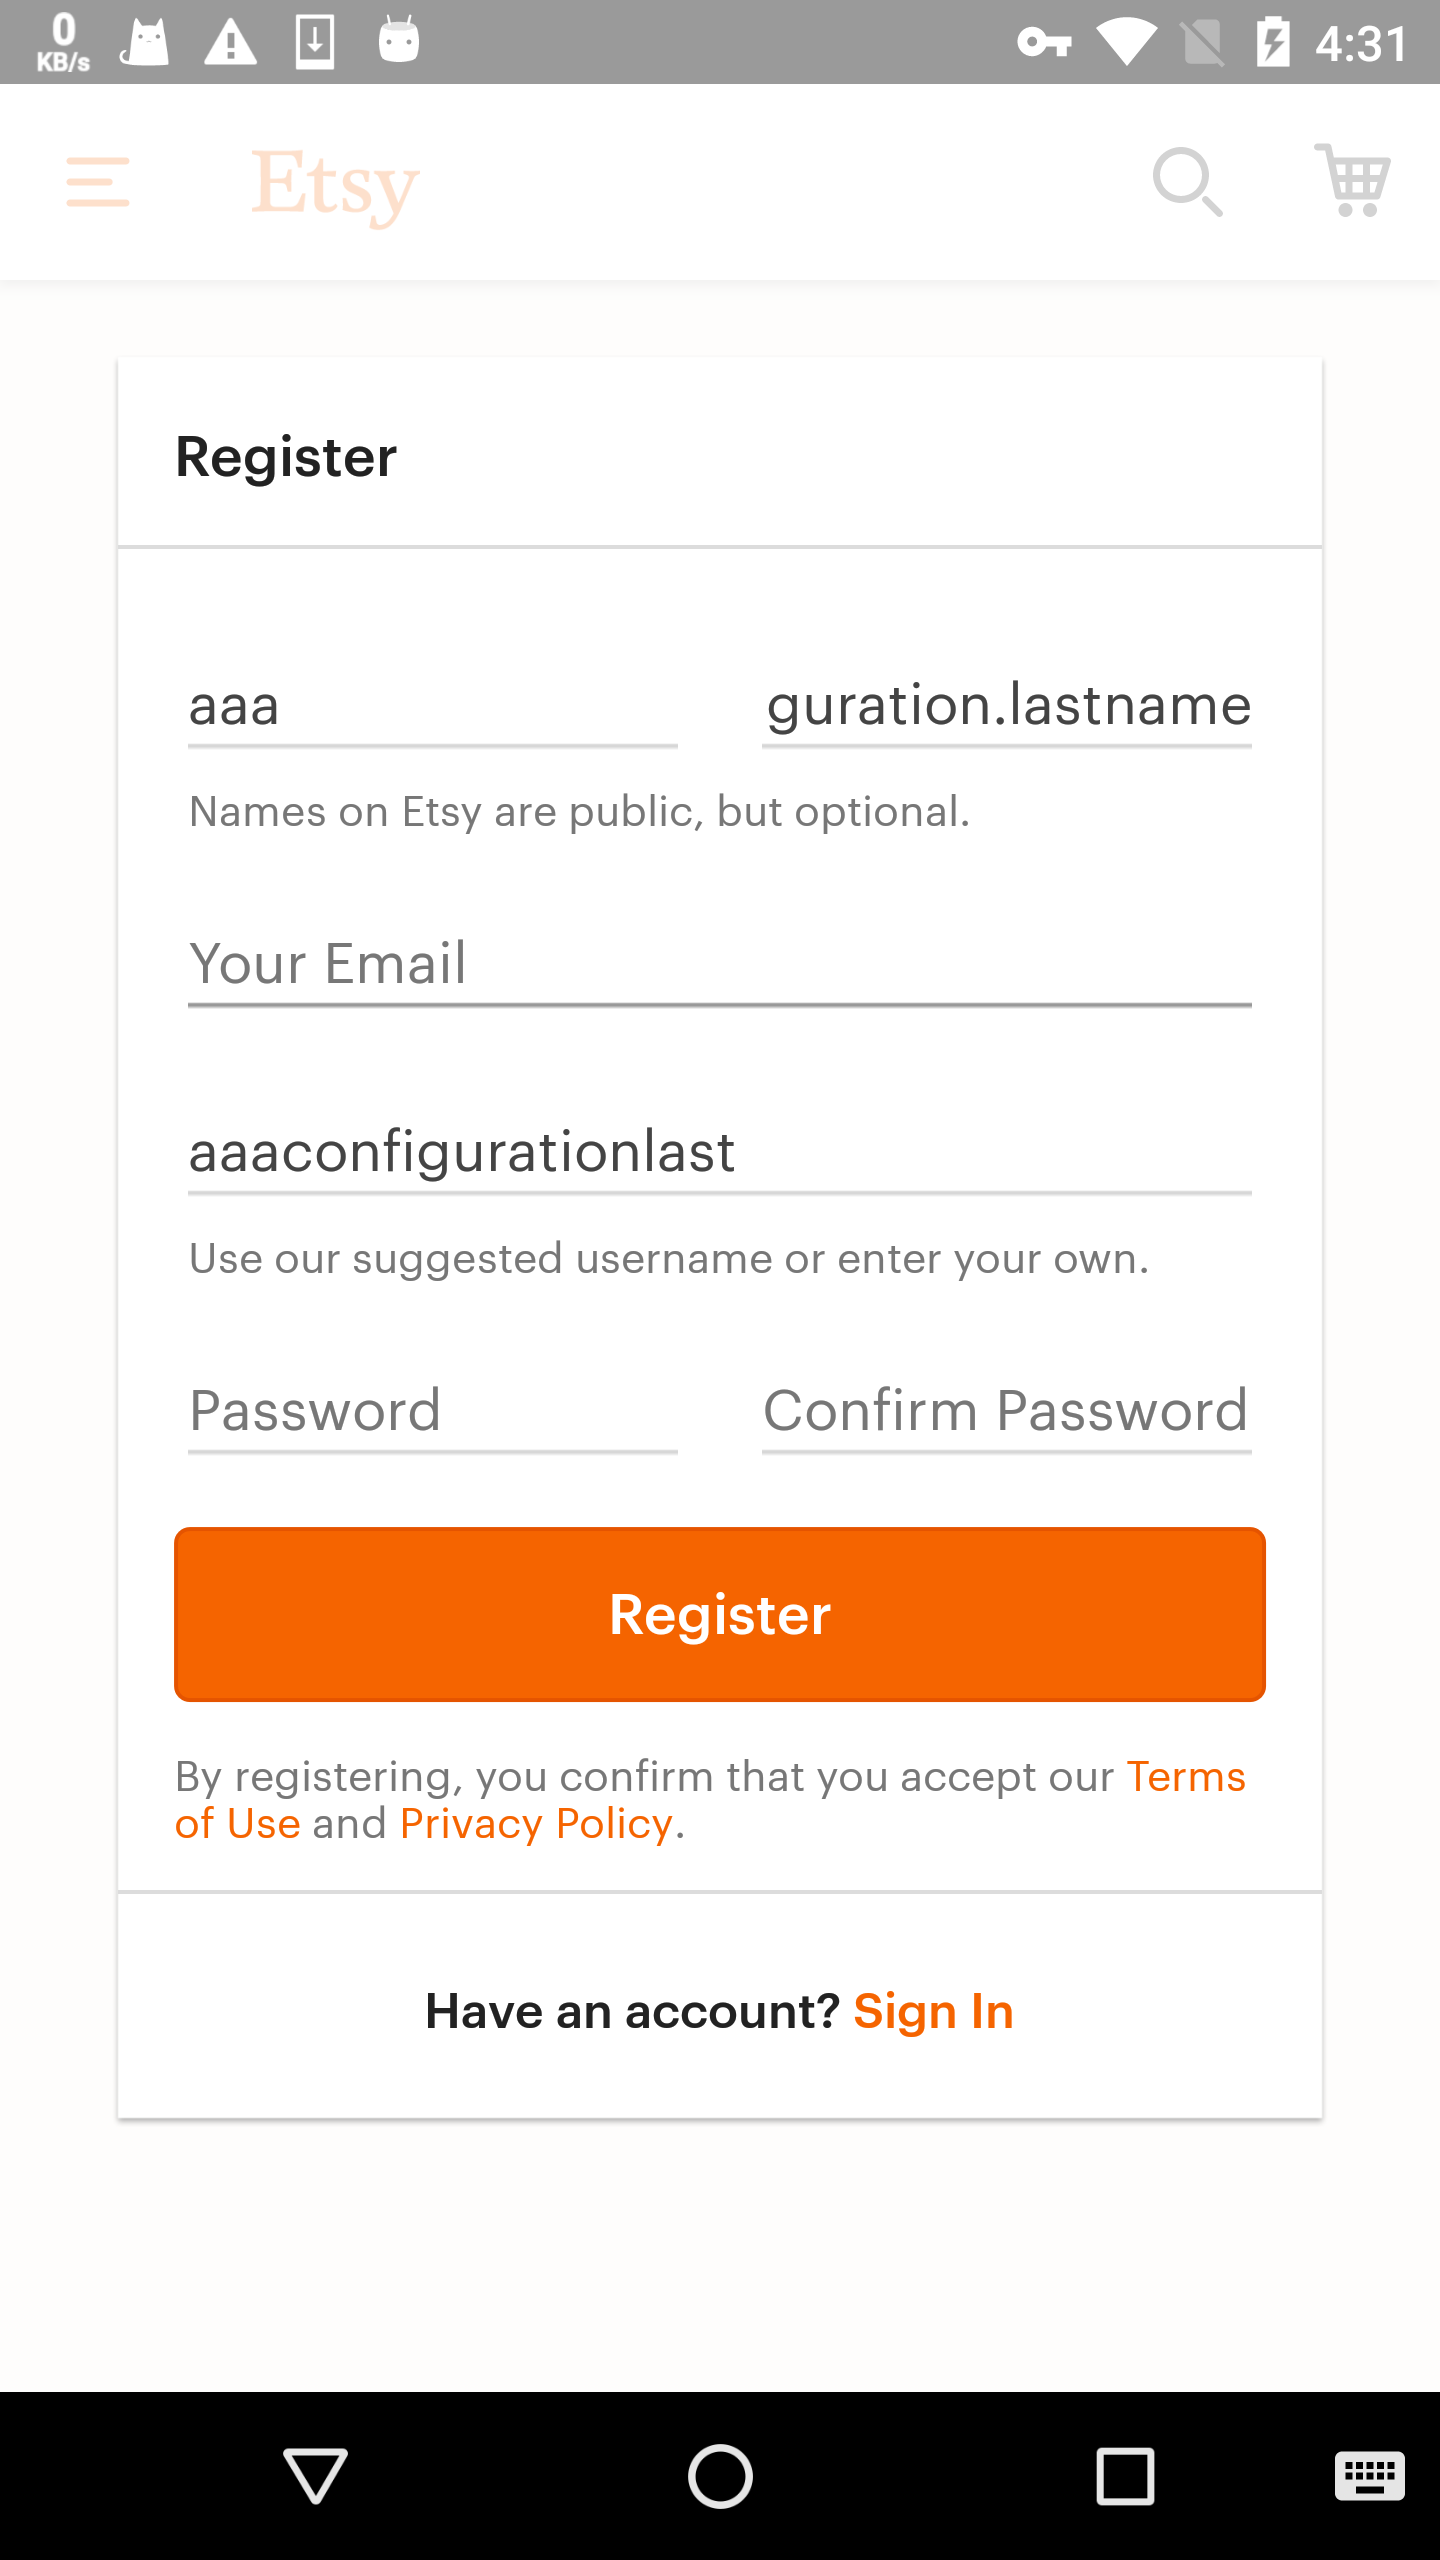 0
KB/s
4:31
Etsy
Register
aaa
guration.lastname
Names on Etsy are public, but optional.
Your Email
aaaconfigurationlast
Use our suggested username or enter your own.
Password
Confirm Password
Register
By registering, you confirm that you accept our Terms
of Use and Privacy Policy.
Have an account? Sign In